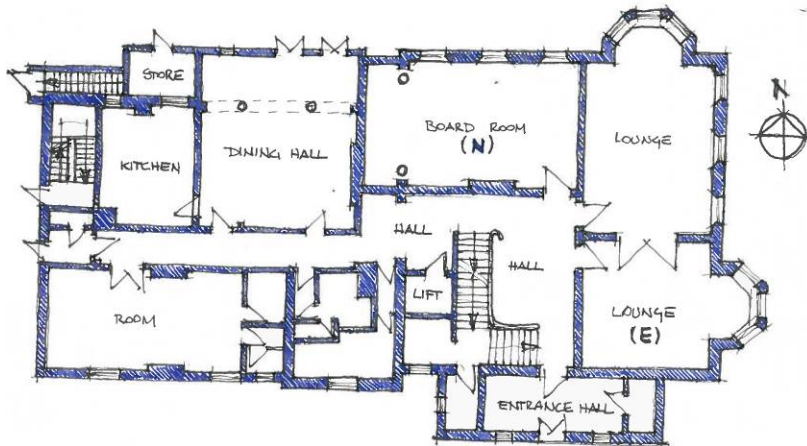 STORE
N
BOARD ROOM
(N)
LOUNGE
DINING HALL
KITCHEN
HALL
HALL
LIFT
LOUNGE
(E)
ROOM
ENTRANCE HALL